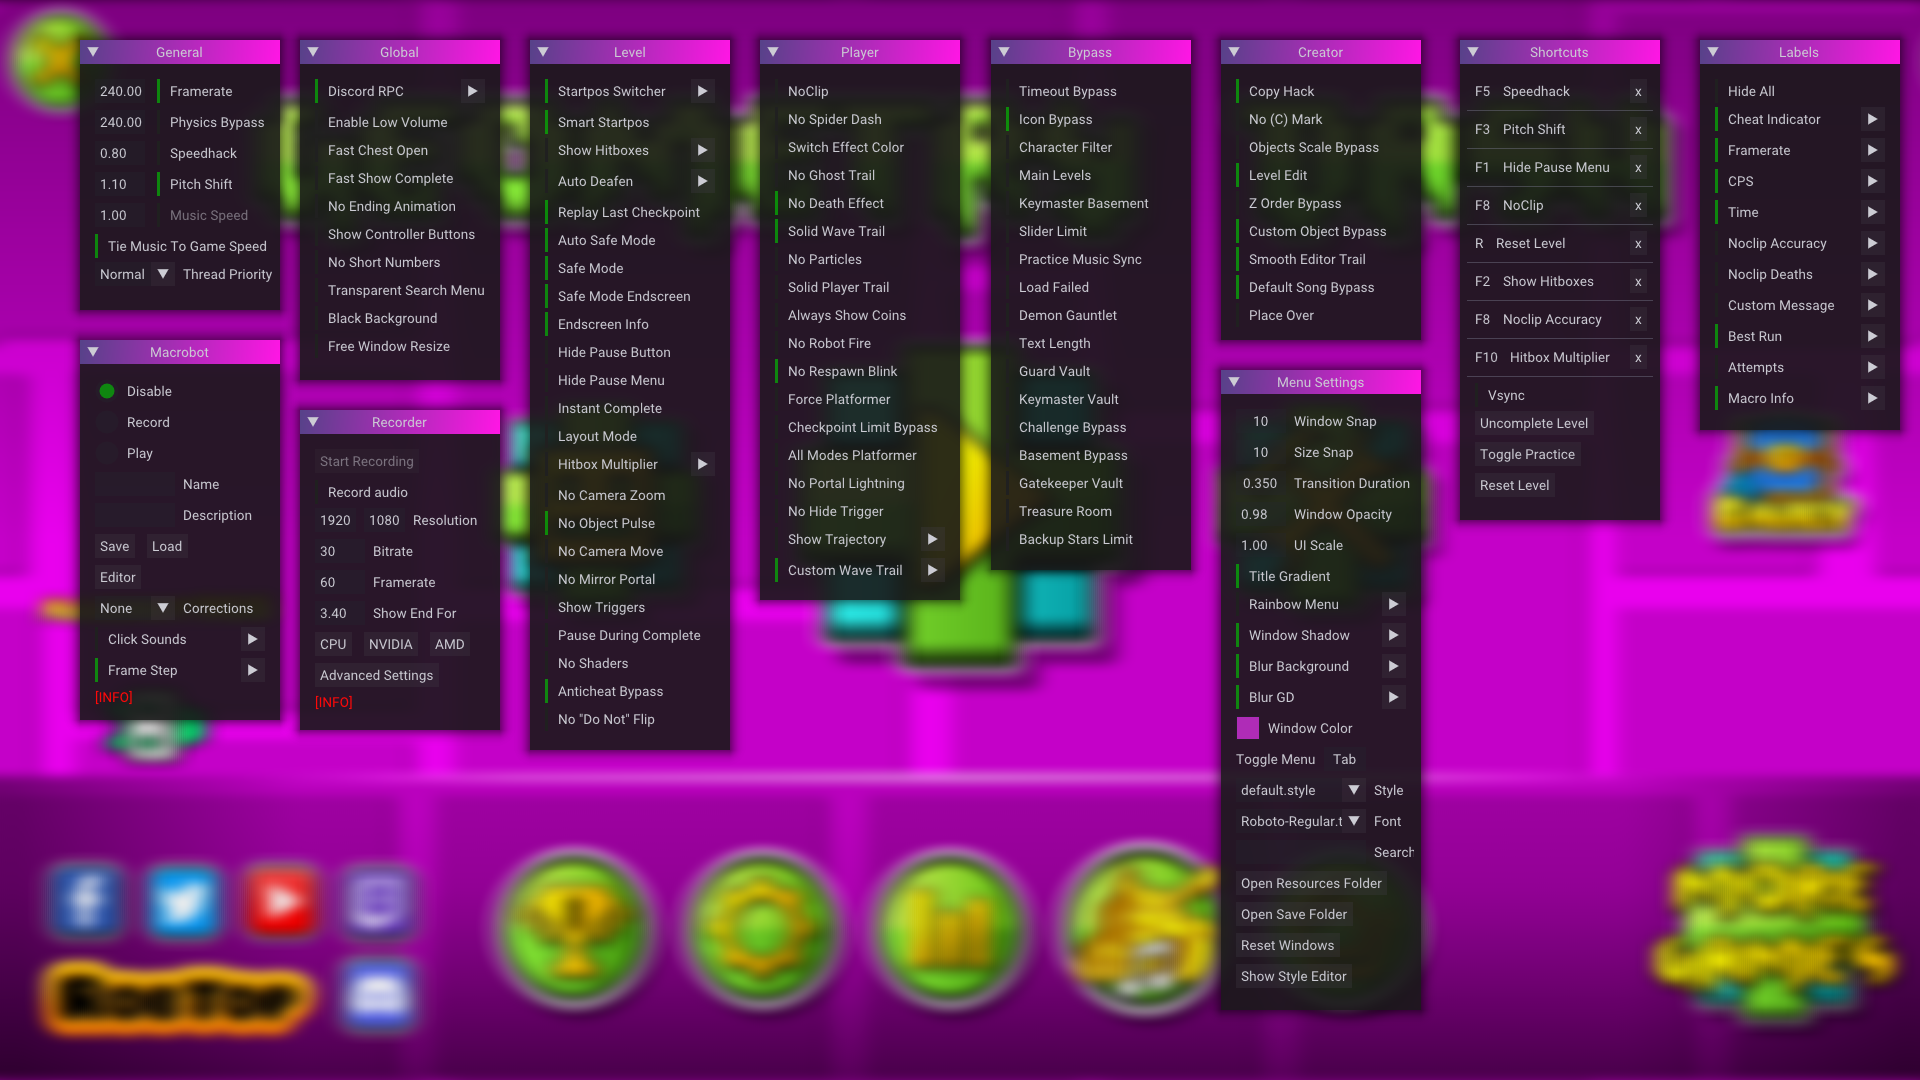 General
240.00 Framerate
240.00 Physics Bypass
0.80 Speedhack
1.10 Pitch Shift
1.00 Music Speed
Tie Music To Game Speed
Normal Thread Priority
Macrobot
Disable
Record
Play
Name
Description
Save Load
Editor
None Corrections
Click Sounds
Frame Step
[INFO]
Global
Discord RPC
Enable Low Volume
Fast Chest Open
Fast Show Complete
No Ending Animation
Show Controller Buttons
No Short Numbers
Transparent Search Menu
Black Background
Free Window Resize
Recorder
Start Recording
Record audio
1920 1080 Resolution
30 Bitrate
60 Framerate
3.40 Show End For
CPU NVIDIA AMD
Advanced Settings
[INFO]
Level
Startpos Switcher
Smart Startpos
Show Hitboxes
Auto Deafen
Replay Last Checkpoint
Auto Safe Mode
Safe Mode
Safe Mode Endscreen
Endscreen Info
Hide Pause Button
Hide Pause Menu
Instant Complete
Layout Mode
Hitbox Multiplier
No Camera Zoom
No Object Pulse
No Camera Move
No Mirror Portal
Show Triggers
Pause During Complete
No Shaders
Anticheat Bypass
No "Do Not" Flip
Player
NoClip
No Spider Dash
Switch Effect Color
No Ghost Trail
No Death Effect
Solid Wave Trail
No Particles
Solid Player Trail
Always Show Coins
No Robot Fire
No Respawn Blink
Force Platformer
Checkpoint Limit Bypass
All Modes Platformer
No Portal Lightning
No Hide Trigger
Show Trajectory
Custom Wave Trail
Bypass
Timeout Bypass
Icon Bypass
Character Filter
Main Levels
Keymaster Basement
Slider Limit
Practice Music Sync
Load Failed
Demon Gauntlet
Text Length
Guard Vault
Keymaster Vault
Challenge Bypass
Basement Bypass
Gatekeeper Vault
Treasure Room
Backup Stars Limit
Creator
Copy Hack
No (C) Mark
Objects Scale Bypass
Level Edit
Z Order Bypass
Custom Object Bypass
Smooth Editor Trail
Default Song Bypass
Place Over
Menu Settings
10 Window Snap
10 Size Snap
0.350 Transition Duration
0.98 Window Opacity
1.00 UI Scale
Title Gradient
Rainbow Menu
Window Shadow
Blur Background
Blur GD
Window Color
Toggle Menu Tab
default.style Style
Roboto-Regular.t Font
Search
Open Resources Folder
Open Save Folder
Reset Windows
Show Style Editor
Shortcuts
F5 Speedhack x
F3 Pitch Shift x
F1 Hide Pause Menu x
F8 NoClip x
R Reset Level x
F2 Show Hitboxes x
F8 Noclip Accuracy x
F10 Hitbox Multiplier x
Vsync
Uncomplete Level
Toggle Practice
Reset Level
Labels
Hide All
Cheat Indicator
Framerate
CPS
Time
Noclip Accuracy
Noclip Deaths
Custom Message
Best Run
Attempts
Macro Info